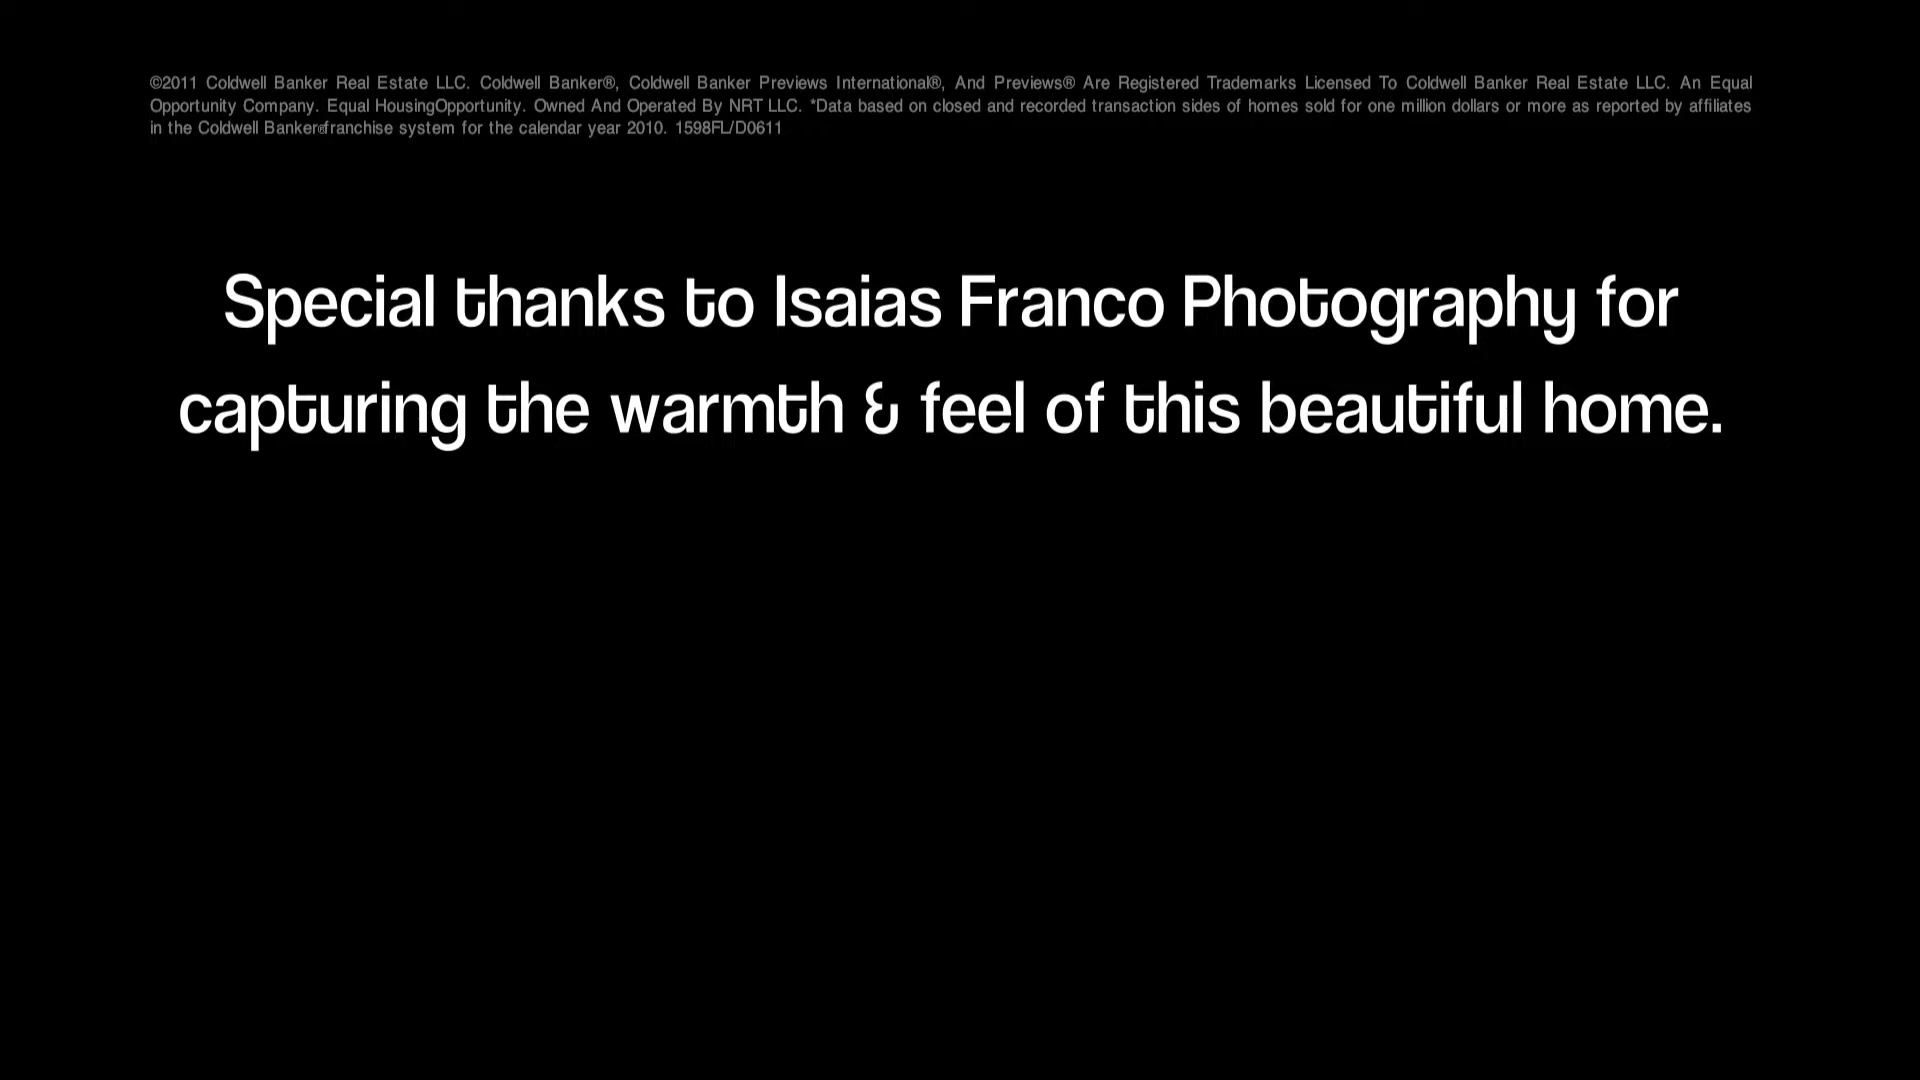 ©2011 Coldwell Banker Real Estate LLC. Coldwell Banker®, Coldwell Banker Previews International®, And Previews® Are Registered Trademarks Licensed To Coldwell Banker Real Estate LLC. An Equal
Opportunity Company. Equal HousingOpportunity. Owned And Operated By NRT LLC. *Data based on closed and recorded transaction sides of homes sold for one million dollars or more as reported by affiliates
in the Coldwell Banker®franchise system for the calendar year 2010. 1598FL/D0611
Special thanks to Isaias Franco Photography for
capturing the warmth & feel of this beautiful home.